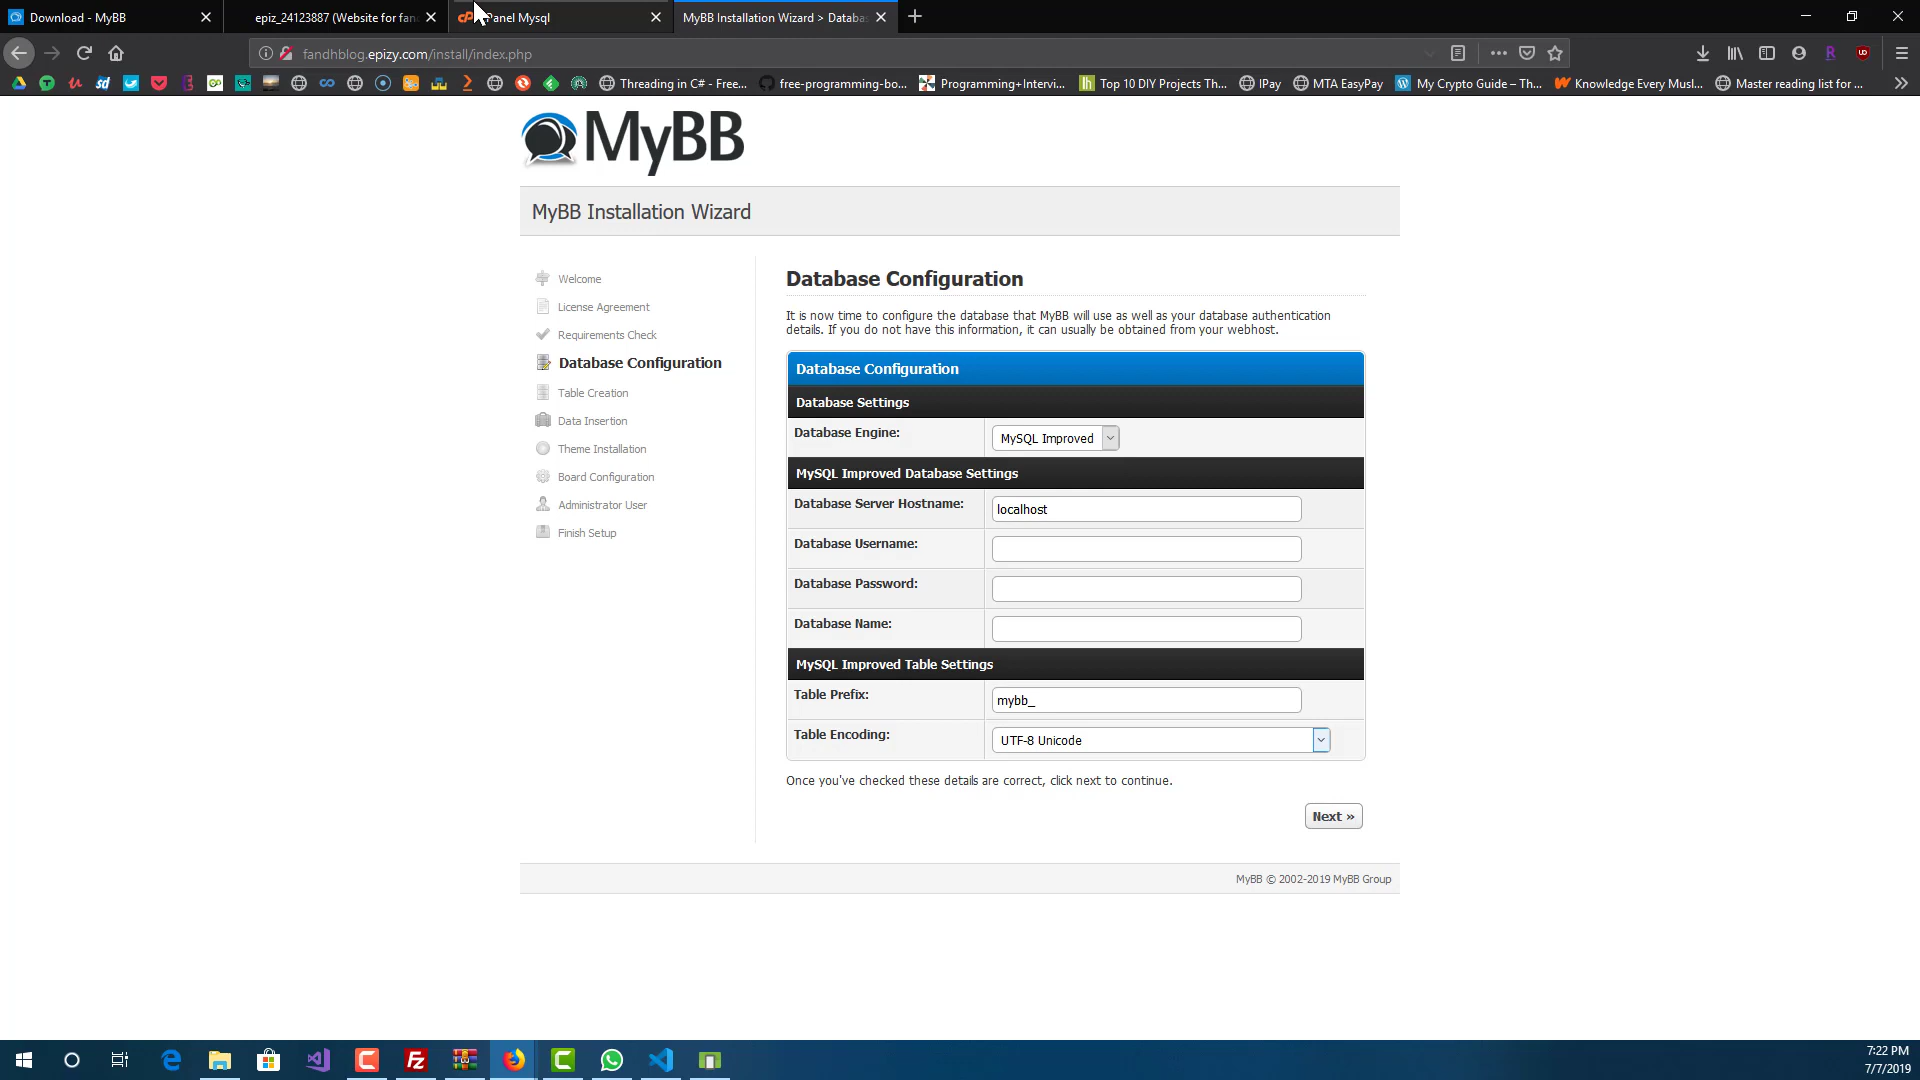 Download - MyBB
epiz_24123887 (Website for fan
Panel Mysql
MyBB Installation Wizard > Databa
fandhblog.epizy.com/install/index.php
Threading in C# - Free...
free-programming-bo...
Programming+Intervi...
Top 10 DIY Projects Th...
IPay
MTA EasyPay
My Crypto Guide – Th...
Knowledge Every Musl...
Master reading list for ...
MyBB
MyBB Installation Wizard
Welcome
License Agreement
Requirements Check
Database Configuration
Table Creation
Data Insertion
Theme Installation
Board Configuration
Administrator User
Finish Setup
Database Configuration
It is now time to configure the database that MyBB will use as well as your database authentication
details. If you do not have this information, it can usually be obtained from your webhost.
Database Configuration
Database Settings
Database Engine:
MySQL Improved
MySQL Improved Database Settings
Database Server Hostname:
localhost
Database Username:
Database Password:
Database Name:
MySQL Improved Table Settings
Table Prefix:
mybb_
Table Encoding:
UTF-8 Unicode
Once you've checked these details are correct, click next to continue.
Next »
MyBB © 2002-2019 MyBB Group
7:22 PM
7/7/2019